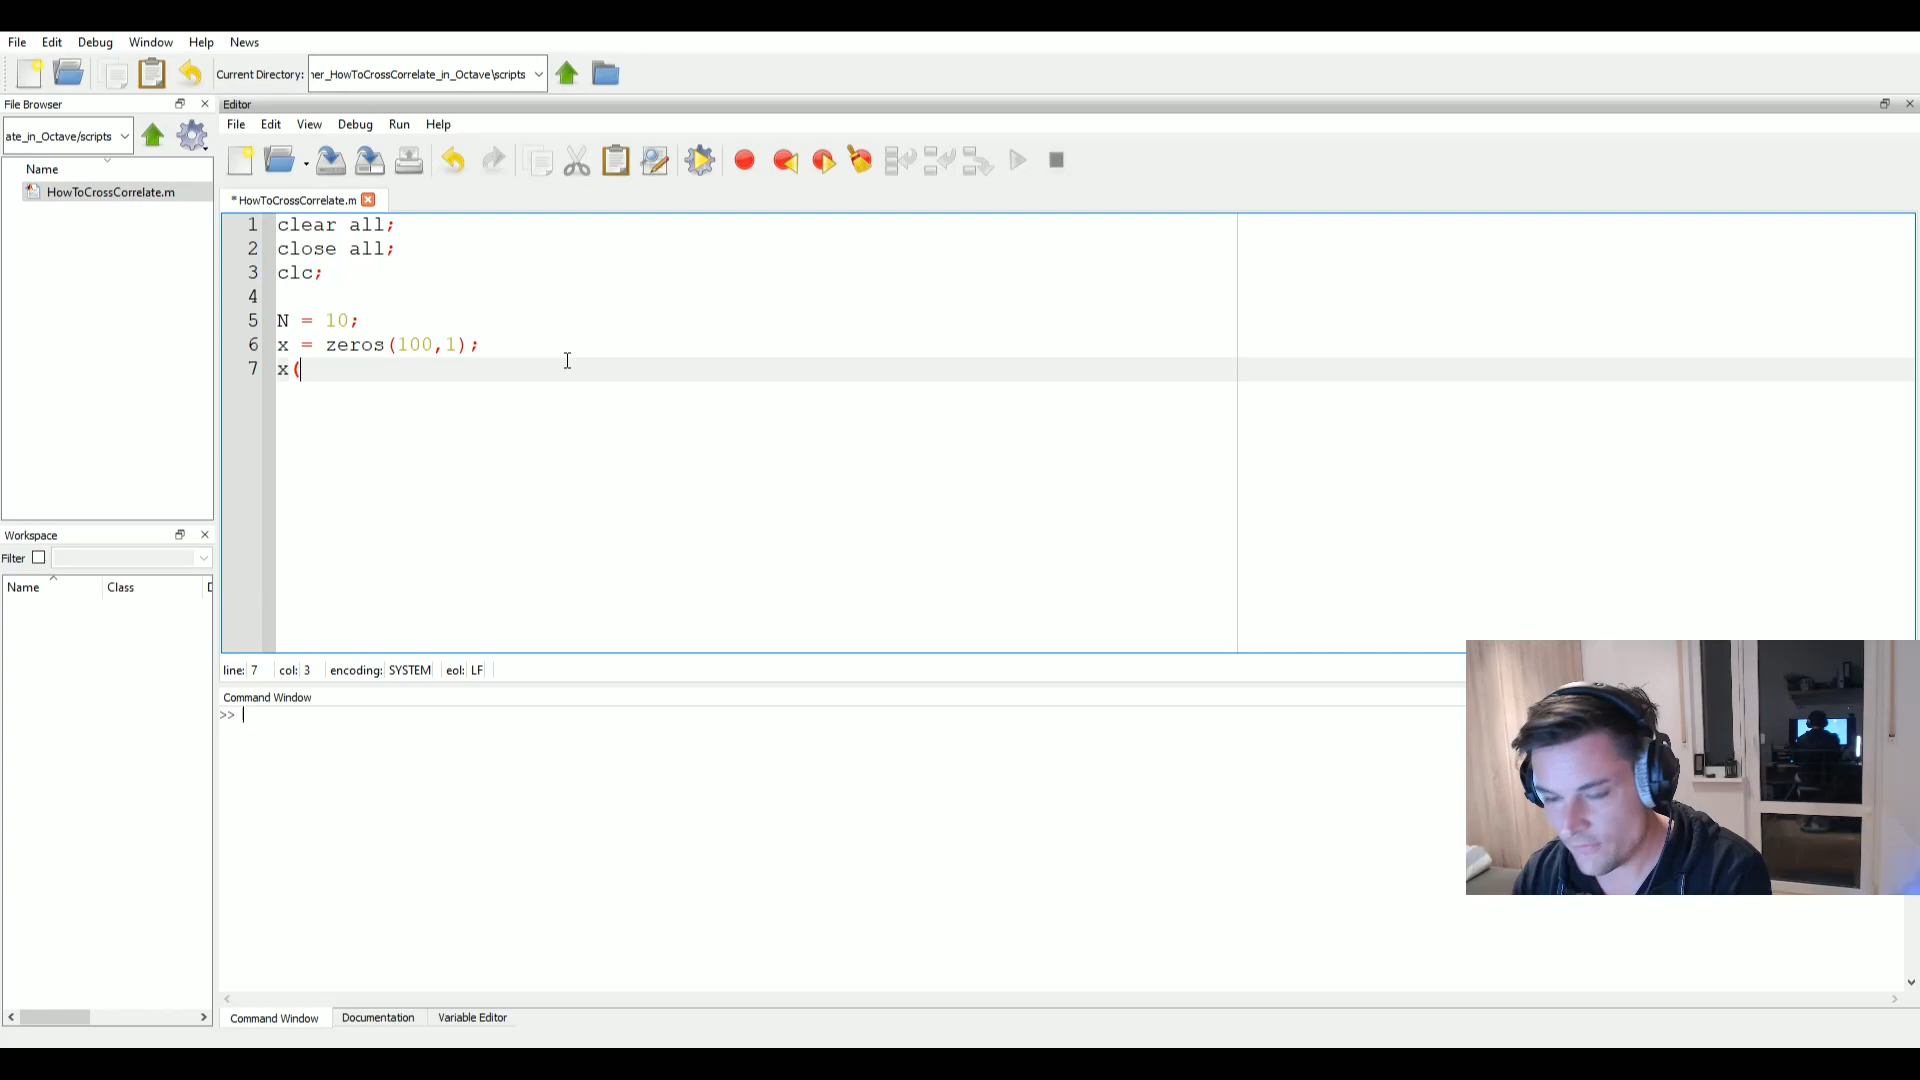 File Edit Debug Window Help News
Current Directory: ner_HowToCrossCorrelate_in_Octave\scripts
File Browser
Editor
ate_in_Octave/scripts
File Edit View Debug Run Help
Name
HowToCrossCorrelate.m
* HowToCrossCorrelate.m
1 clear all;
2 close all;
3 clc;
4
5 N = 10;
6 x = zeros(100,1);
7 x(
Workspace
Filter
Name Class
line: 7 col: 3 encoding: SYSTEM eol: LF
Command Window
>>
Command Window Documentation Variable Editor